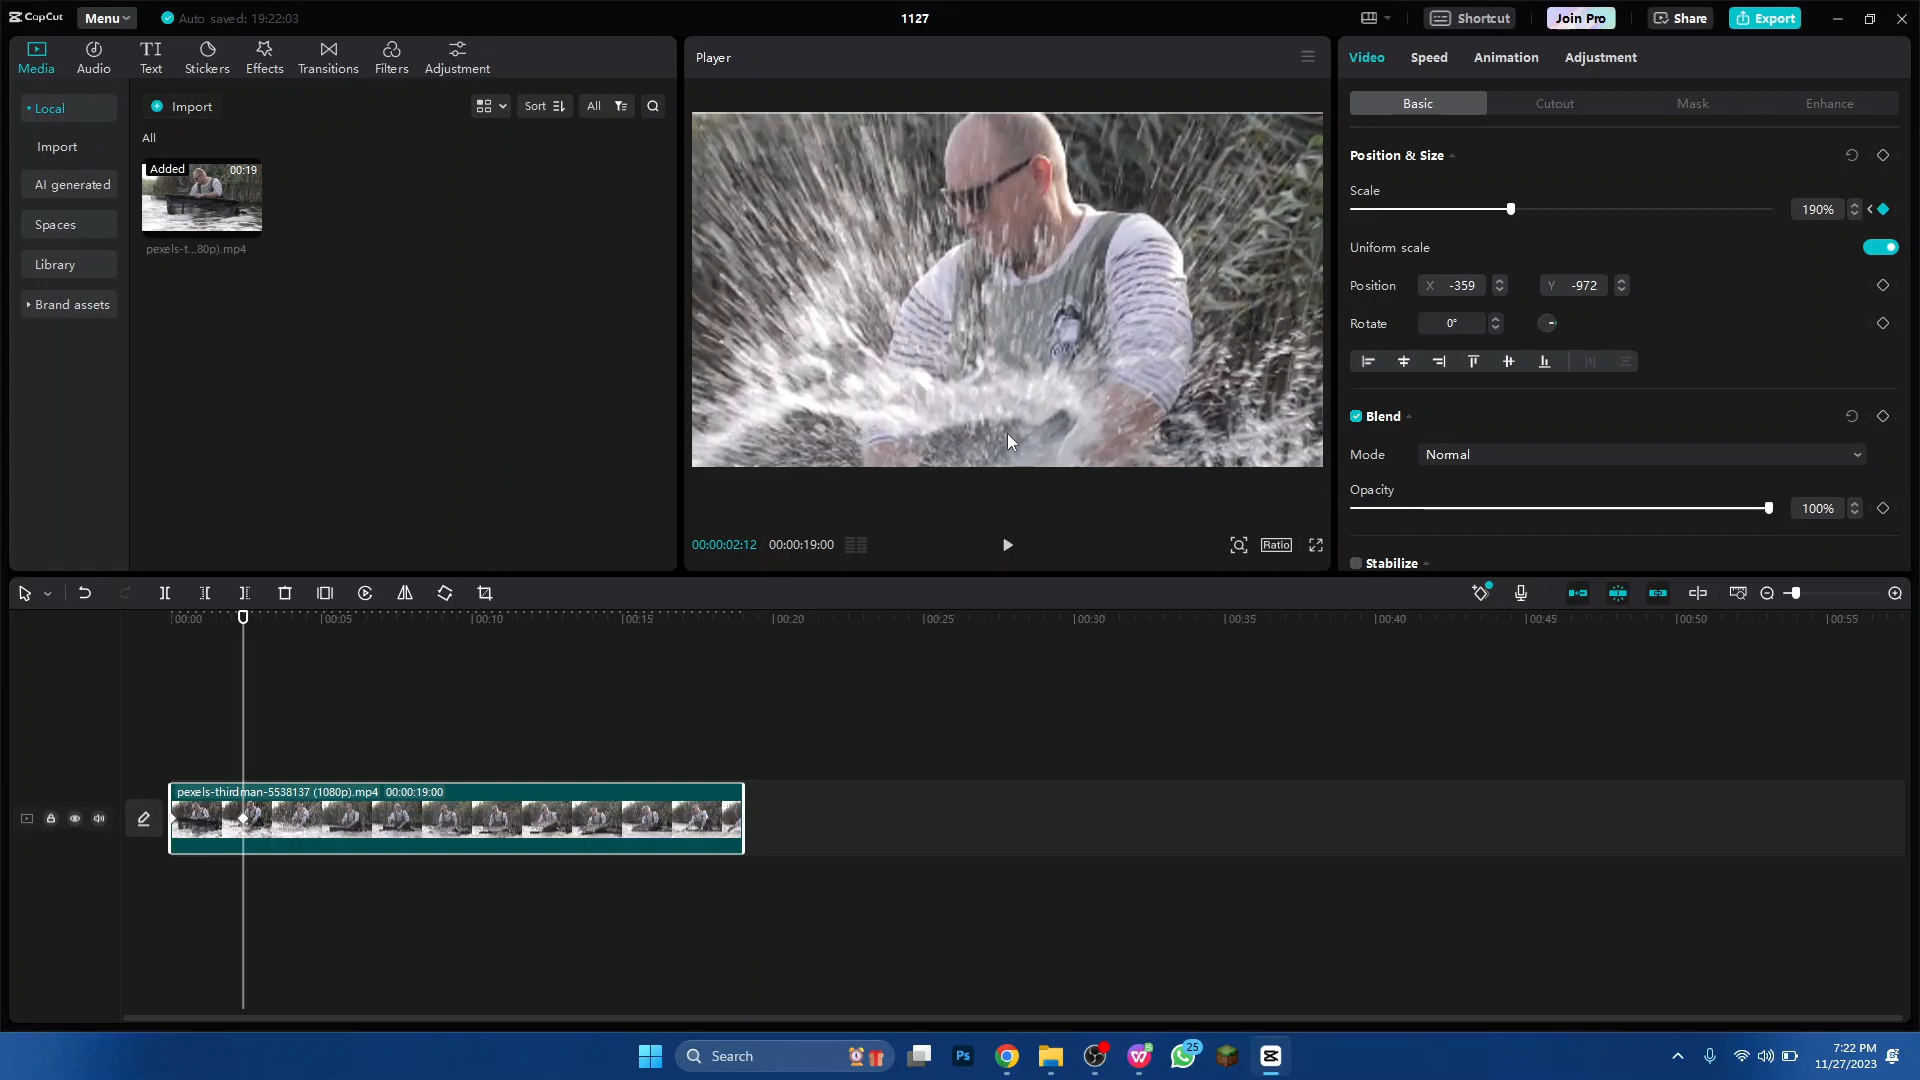 CapCut
Menu
Auto saved: 19:22:03
1127
Shortcut
Join Pro
Share
Export
Media
Audio
Text
Stickers
Effects
Transitions
Filters
Adjustment
Local
Import
AI generated
Spaces
Library
Brand assets
Import
Sort
All
All
Added
00:19
pexels-t...80p).mp4
Player
00:00:02:12
00:00:19:00
Ratio
Video
Speed
Animation
Adjustment
Basic
Cutout
Mask
Enhance
Position & Size
Scale
190%
Uniform scale
Position
X -359
Y -972
Rotate
0°
Blend
Mode
Normal
Opacity
100%
Stabilize
00:00
00:05
00:10
00:15
00:20
00:25
00:30
00:35
00:40
00:45
00:50
00:55
pexels-thirdman-5538137 (1080p).mp4 00:00:19:00
Search
Ps
25
7:22 PM
11/27/2023